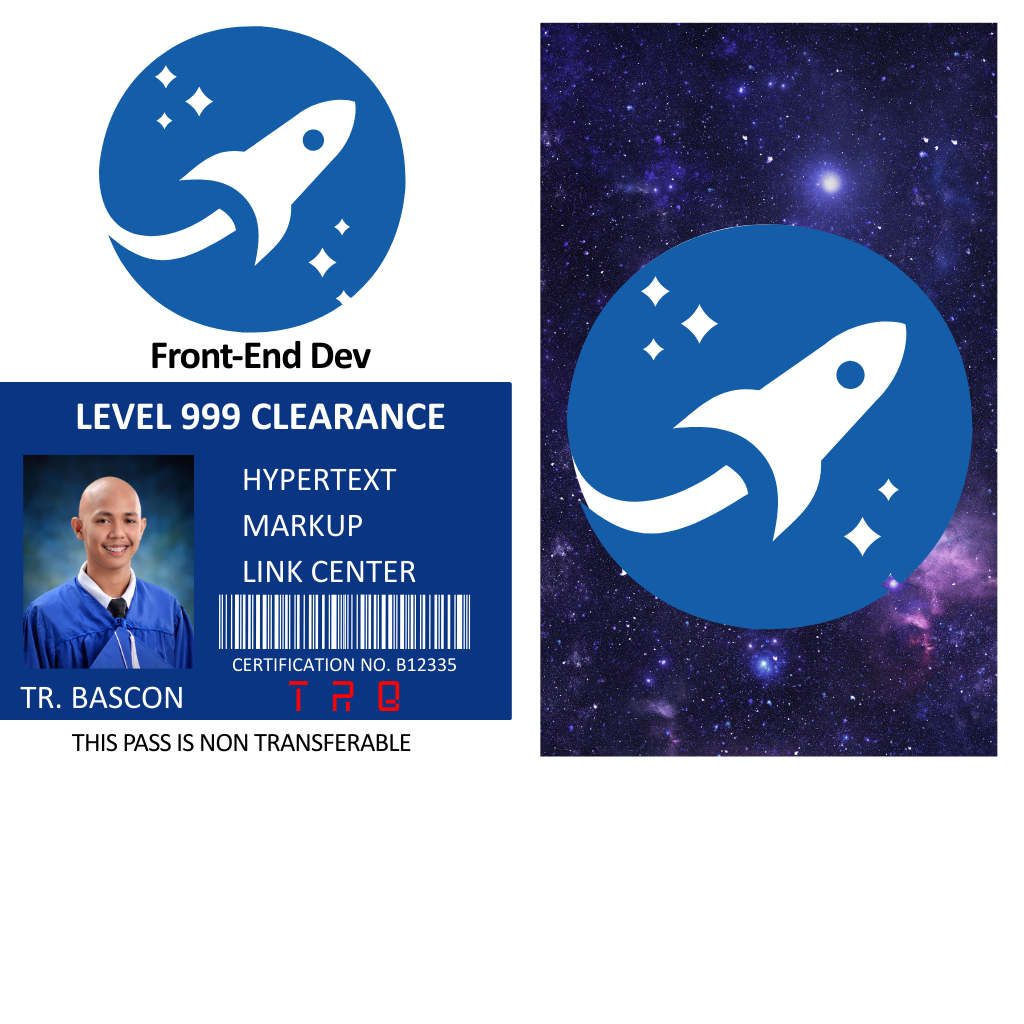 Front-End Dev
LEVEL 999 CLEARANCE
HYPERTEXT
MARKUP
LINK CENTER
CERTIFICATION NO. B12335
TR. BASCON
THIS PASS IS NON TRANSFERABLE